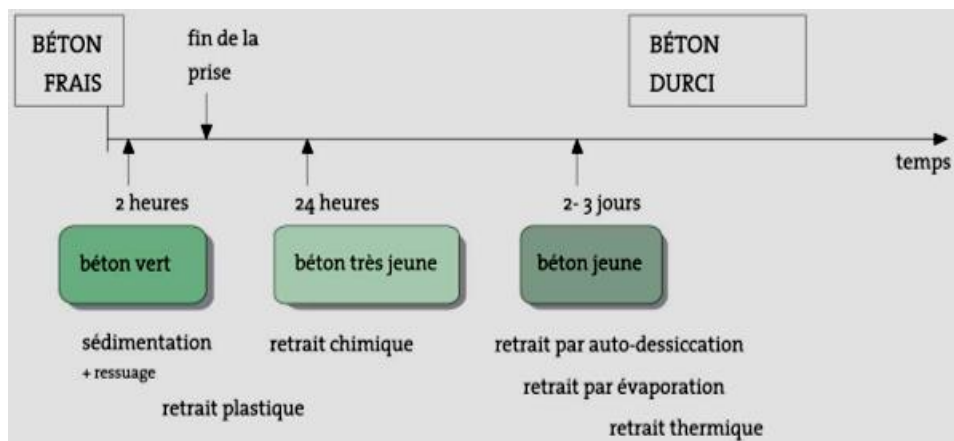 BÉTON
FRAIS
fin de la
prise
BÉTON
DURCI
temps
2 heures
24 heures
2- 3 jours
béton vert
béton très jeune
béton jeune
sédimentation
+ ressuage
retrait chimique
retrait par auto-dessiccation
retrait par évaporation
retrait plastique
retrait thermique